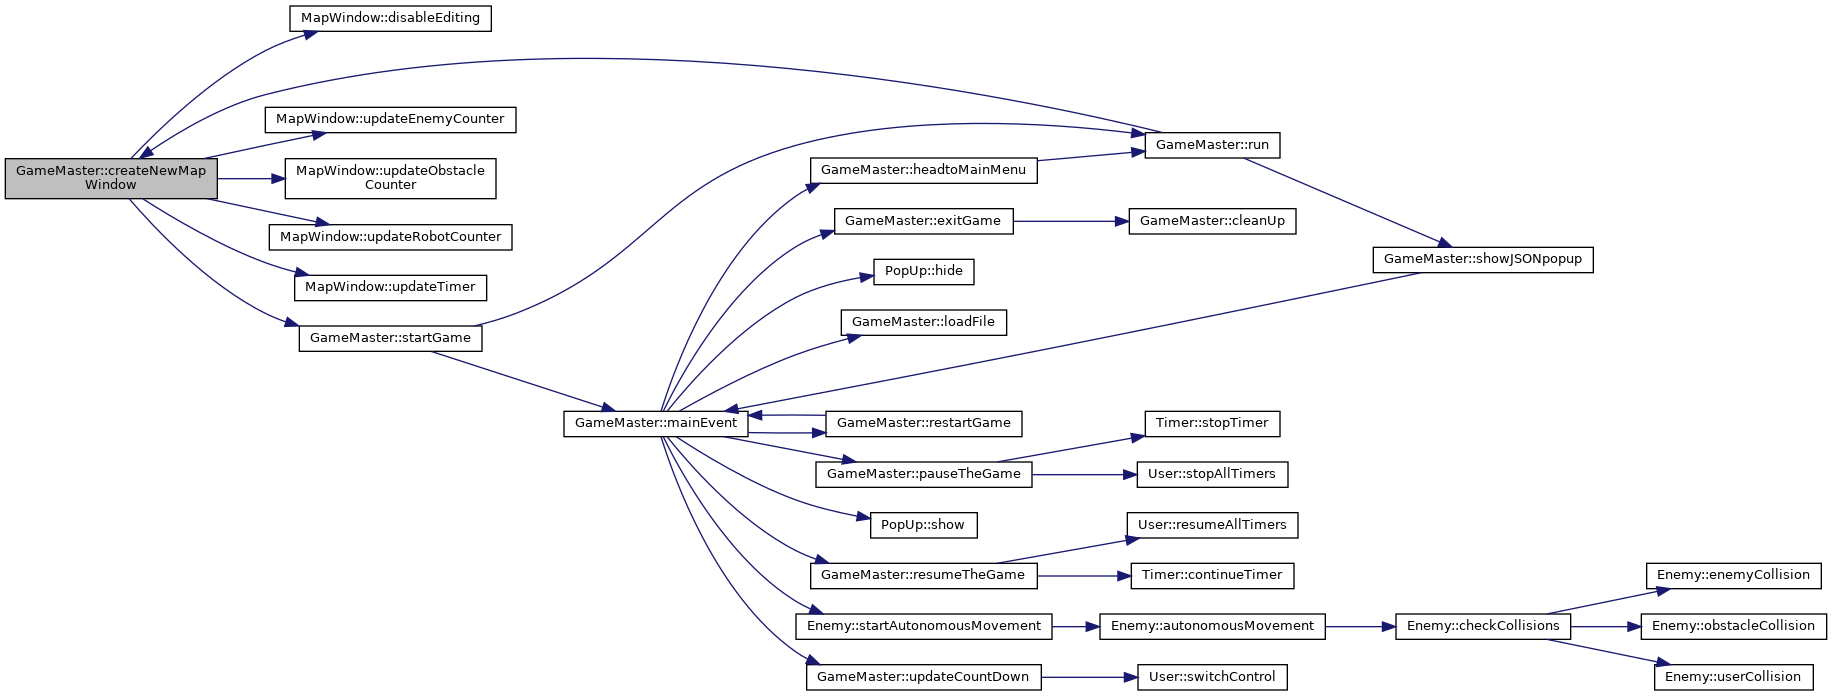 MapWindow::disableEditing
MapWindow::updateEnemyCounter
GameMaster::run
GameMaster::createNewMap
Window
MapWindow::updateObstacle
Counter
GameMaster::headtoMainMenu
GameMaster::exitGame
GameMaster::cleanUp
MapWindow::updateRobotCounter
GameMaster::showJSONpopup
PopUp::hide
MapWindow::updateTimer
GameMaster::loadFile
GameMaster::startGame
GameMaster::mainEvent
GameMaster::restartGame
Timer::stopTimer
GameMaster::pauseTheGame
User::stopAllTimers
PopUp::show
User::resumeAllTimers
GameMaster::resumeTheGame
Timer::continueTimer
Enemy::enemyCollision
Enemy::startAutonomousMovement
Enemy::autonomousMovement
Enemy::checkCollisions
Enemy::obstacleCollision
GameMaster::updateCountDown
User::switchControl
Enemy::userCollision